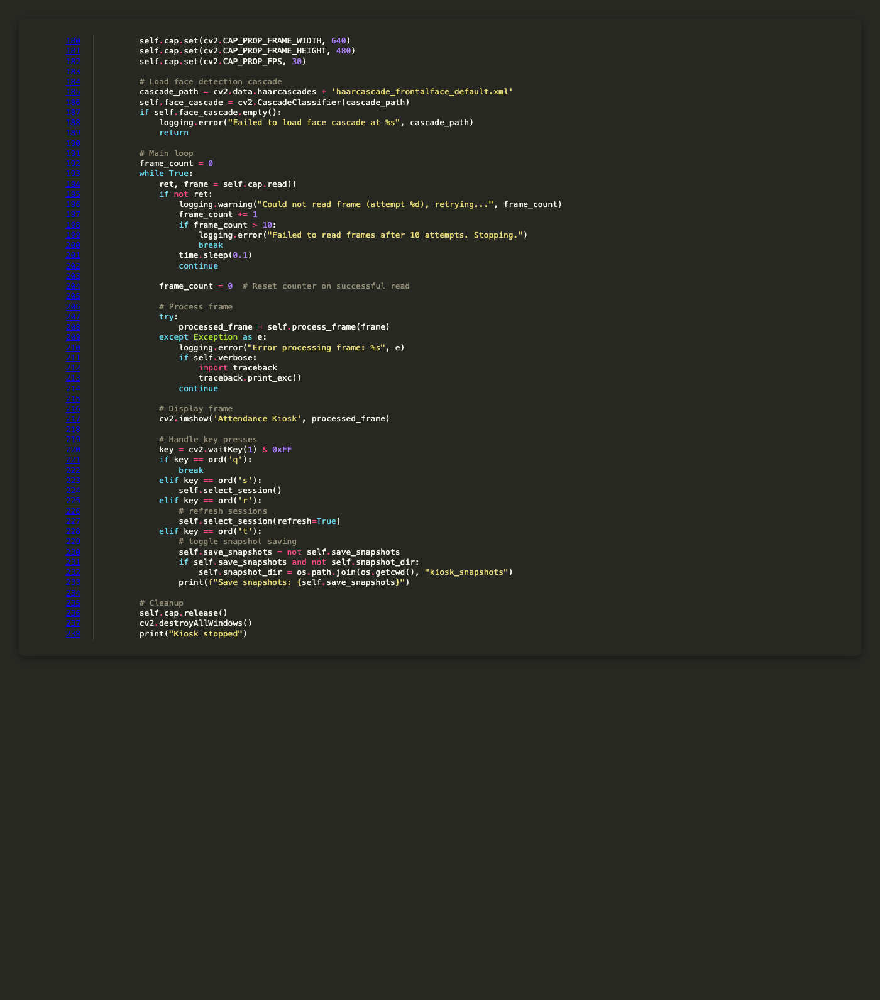 180 self.cap.set(cv2.CAP_PROP_FRAME_WIDTH, 640)
181 self.cap.set(cv2.CAP_PROP_FRAME_HEIGHT, 480)
182 self.cap.set(cv2.CAP_PROP_FPS, 30)
183
184 # Load face detection cascade
185 cascade_path = cv2.data.haarcascades + 'haarcascade_frontalface_default.xml'
186 self.face_cascade = cv2.CascadeClassifier(cascade_path)
187 if self.face_cascade.empty():
188     logging.error("Failed to load face cascade at %s", cascade_path)
189     return
190
191 # Main loop
192 frame_count = 0
193 while True:
194     ret, frame = self.cap.read()
195     if not ret:
196         logging.warning("Could not read frame (attempt %d), retrying...", frame_count)
197         frame_count += 1
198         if frame_count > 10:
199             logging.error("Failed to read frames after 10 attempts. Stopping.")
200             break
201         time.sleep(0.1)
202         continue
203
204     frame_count = 0  # Reset counter on successful read
205
206     # Process frame
207     try:
208         processed_frame = self.process_frame(frame)
209     except Exception as e:
210         logging.error("Error processing frame: %s", e)
211         if self.verbose:
212             import traceback
213             traceback.print_exc()
214         continue
215
216     # Display frame
217     cv2.imshow('Attendance Kiosk', processed_frame)
218
219     # Handle key presses
220     key = cv2.waitKey(1) & 0xFF
221     if key == ord('q'):
222         break
223     elif key == ord('s'):
224         self.select_session()
225     elif key == ord('r'):
226         # refresh sessions
227         self.select_session(refresh=True)
228     elif key == ord('t'):
229         # toggle snapshot saving
230         self.save_snapshots = not self.save_snapshots
231         if self.save_snapshots and not self.snapshot_dir:
232             self.snapshot_dir = os.path.join(os.getcwd(), "kiosk_snapshots")
233         print(f"Save snapshots: {self.save_snapshots}")
234
235 # Cleanup
236 self.cap.release()
237 cv2.destroyAllWindows()
238 print("Kiosk stopped")